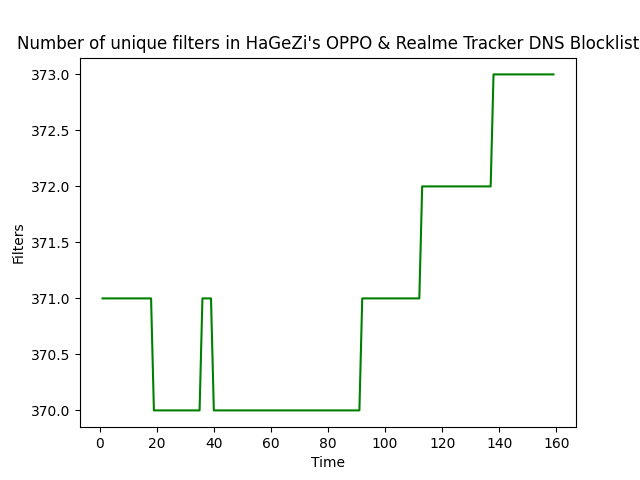 Number of unique filters in HaGeZi's OPPO & Realme Tracker DNS Blocklist
373.0
372.5
372.0
371.5
371.0
370.5
370.0
Filters
0 20 40 60 80 100 120 140 160
Time